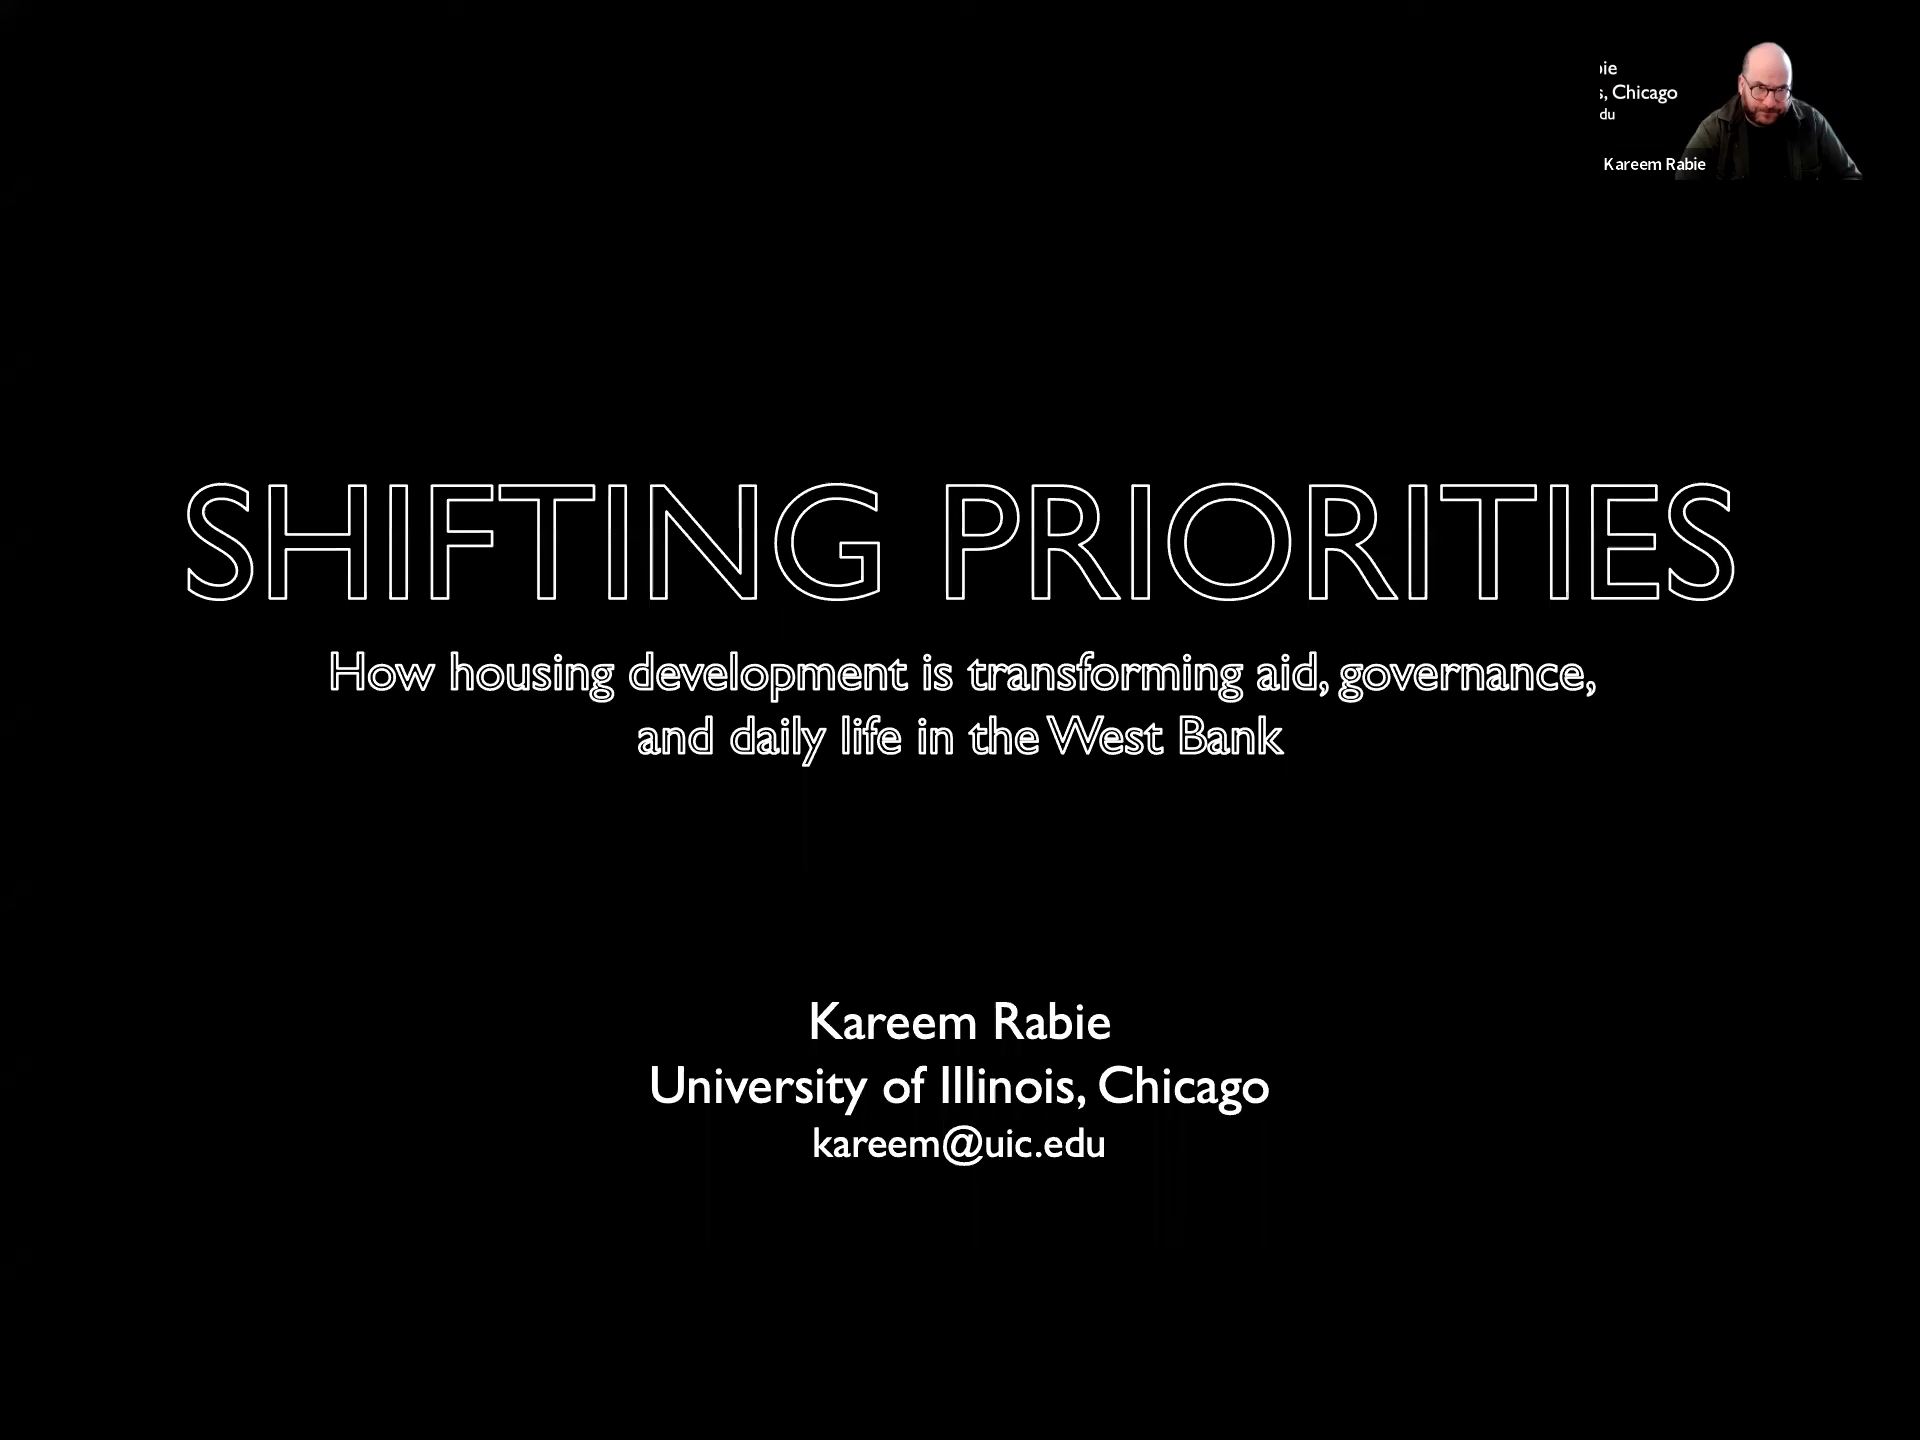 bie
s, Chicago
du
Kareem Rabie
SHIFTING PRIORITIES
How housing development is transforming aid, governance,
and daily life in the West Bank
Kareem Rabie
University of Illinois, Chicago
kareem@uic.edu